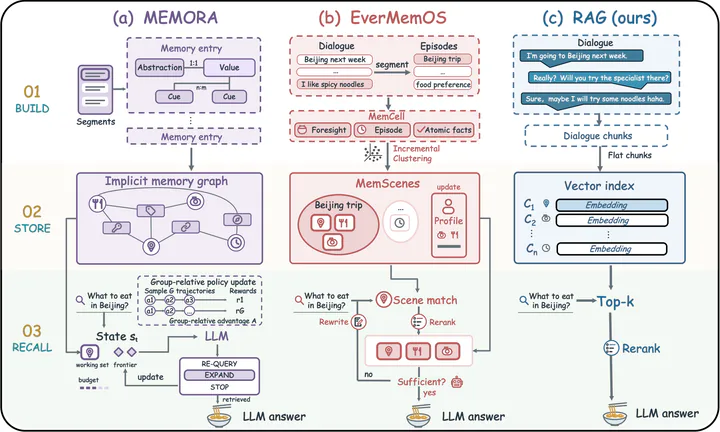 (a) MEMORA
(b) EverMemOS
(c) RAG (ours)
01
BUILD
Memory entry
Abstraction
1:1
Value
n:m
Cue
Cue
Segments
Memory entry
Dialogue
Episodes
Beijing next week
segment
Beijing trip
...
...
I like spicy noodles
food preference
MemCell
Foresight
Episode
Atomic facts
Incremental
Clustering
Dialogue
I'm going to Beijing next week.
Really? Will you try the specialist there?
Sure, maybe I will try some noodles haha.
Dialogue chunks
Flat chunks
02
STORE
Implicit memory graph
MemScenes
Beijing trip
...
update
Profile
Vector index
C1
Embedding
C2
Embedding
Cn
Embedding
03
RECALL
Group-relative policy update
Sample G trajectories
Rewards
a1
a2
a3
r1
a1
a2
...
rG
Group-relative advantage A
What to eat
in Beijing?
State st
LLM
working set
frontier
budget
update
RE-QUERY
EXPAND
STOP
retrieved
LLM answer
What to eat
in Beijing?
Scene match
Rewrite
Rerank
no
Sufficient?
yes
LLM answer
What to eat
in Beijing?
Top-k
Rerank
LLM answer